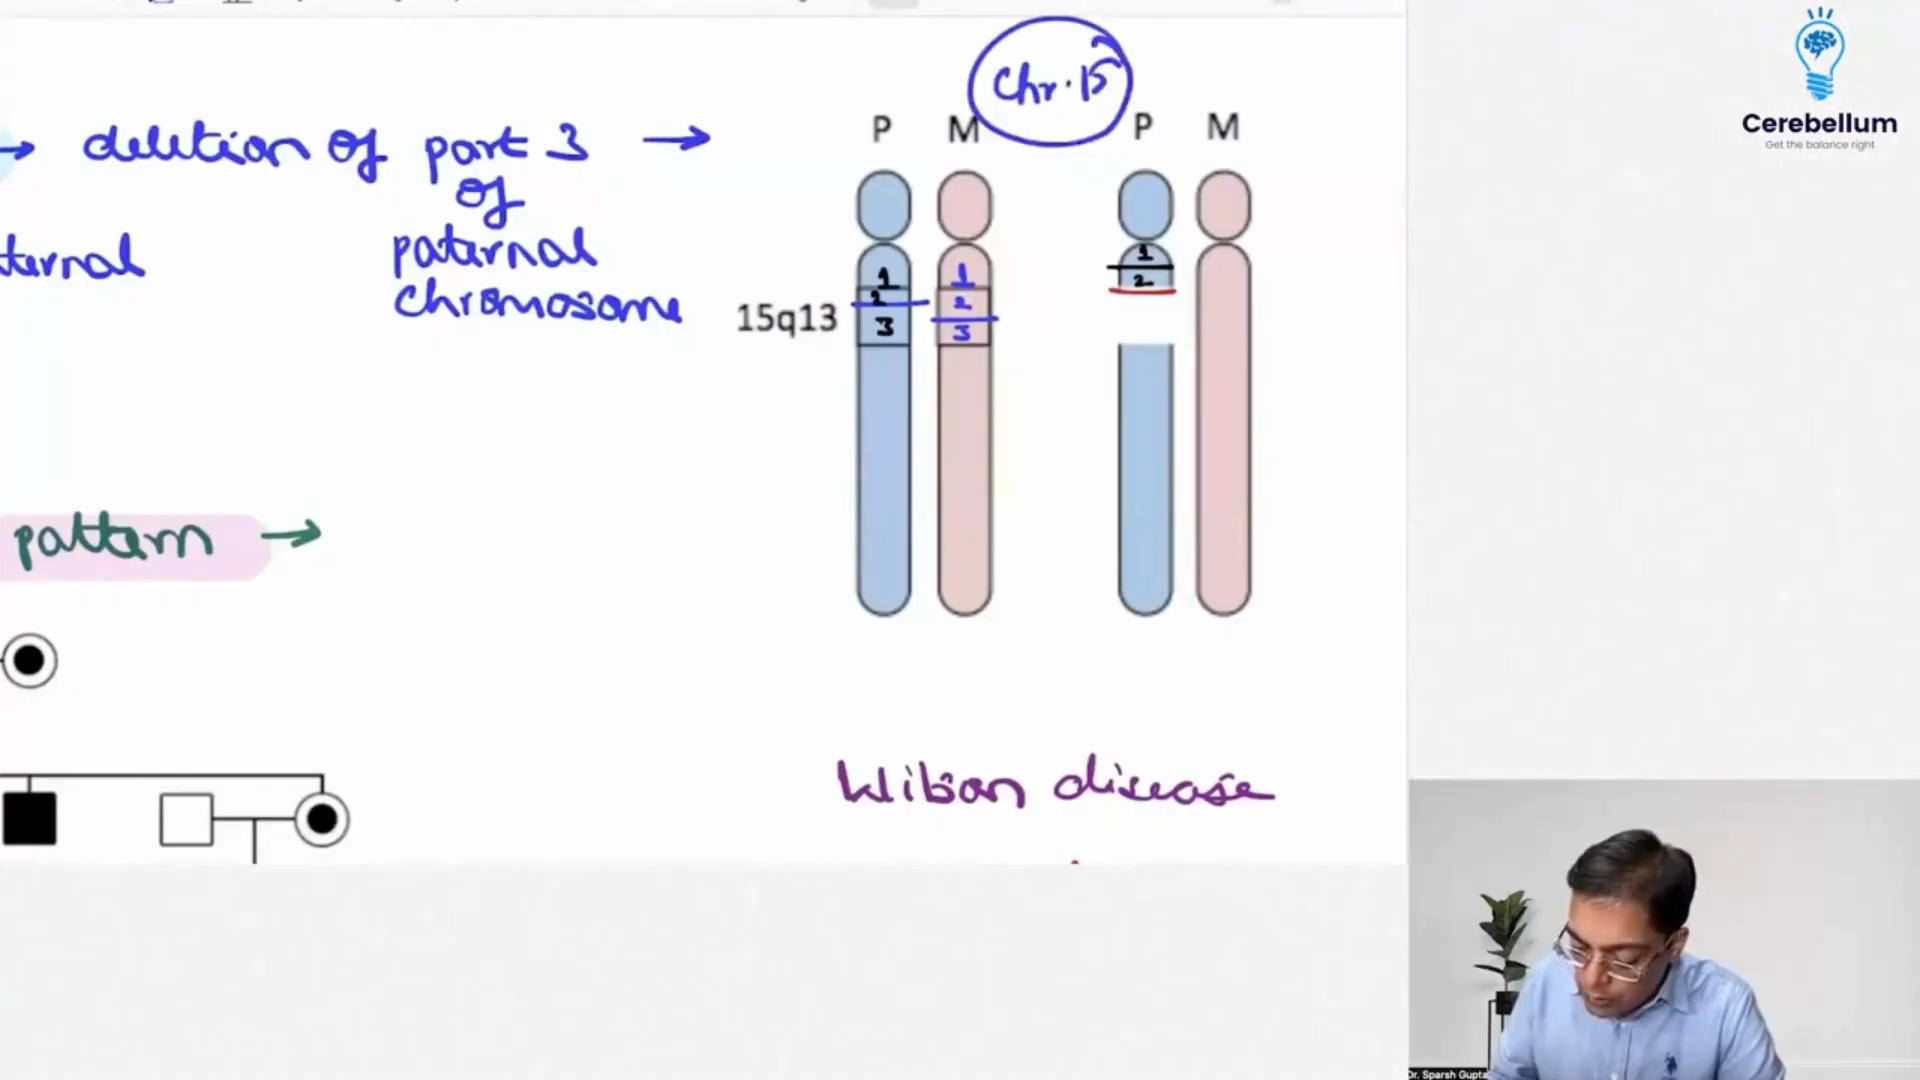 Chr. 15
Cerebellum
Get the balance right
P M P M
→ deletion of part 3 →
of
paternal
chromosome
ternal
1 1 1
2 2 2
15q13 3 3
pattern →
disease
Dr. Sparsh Gupta